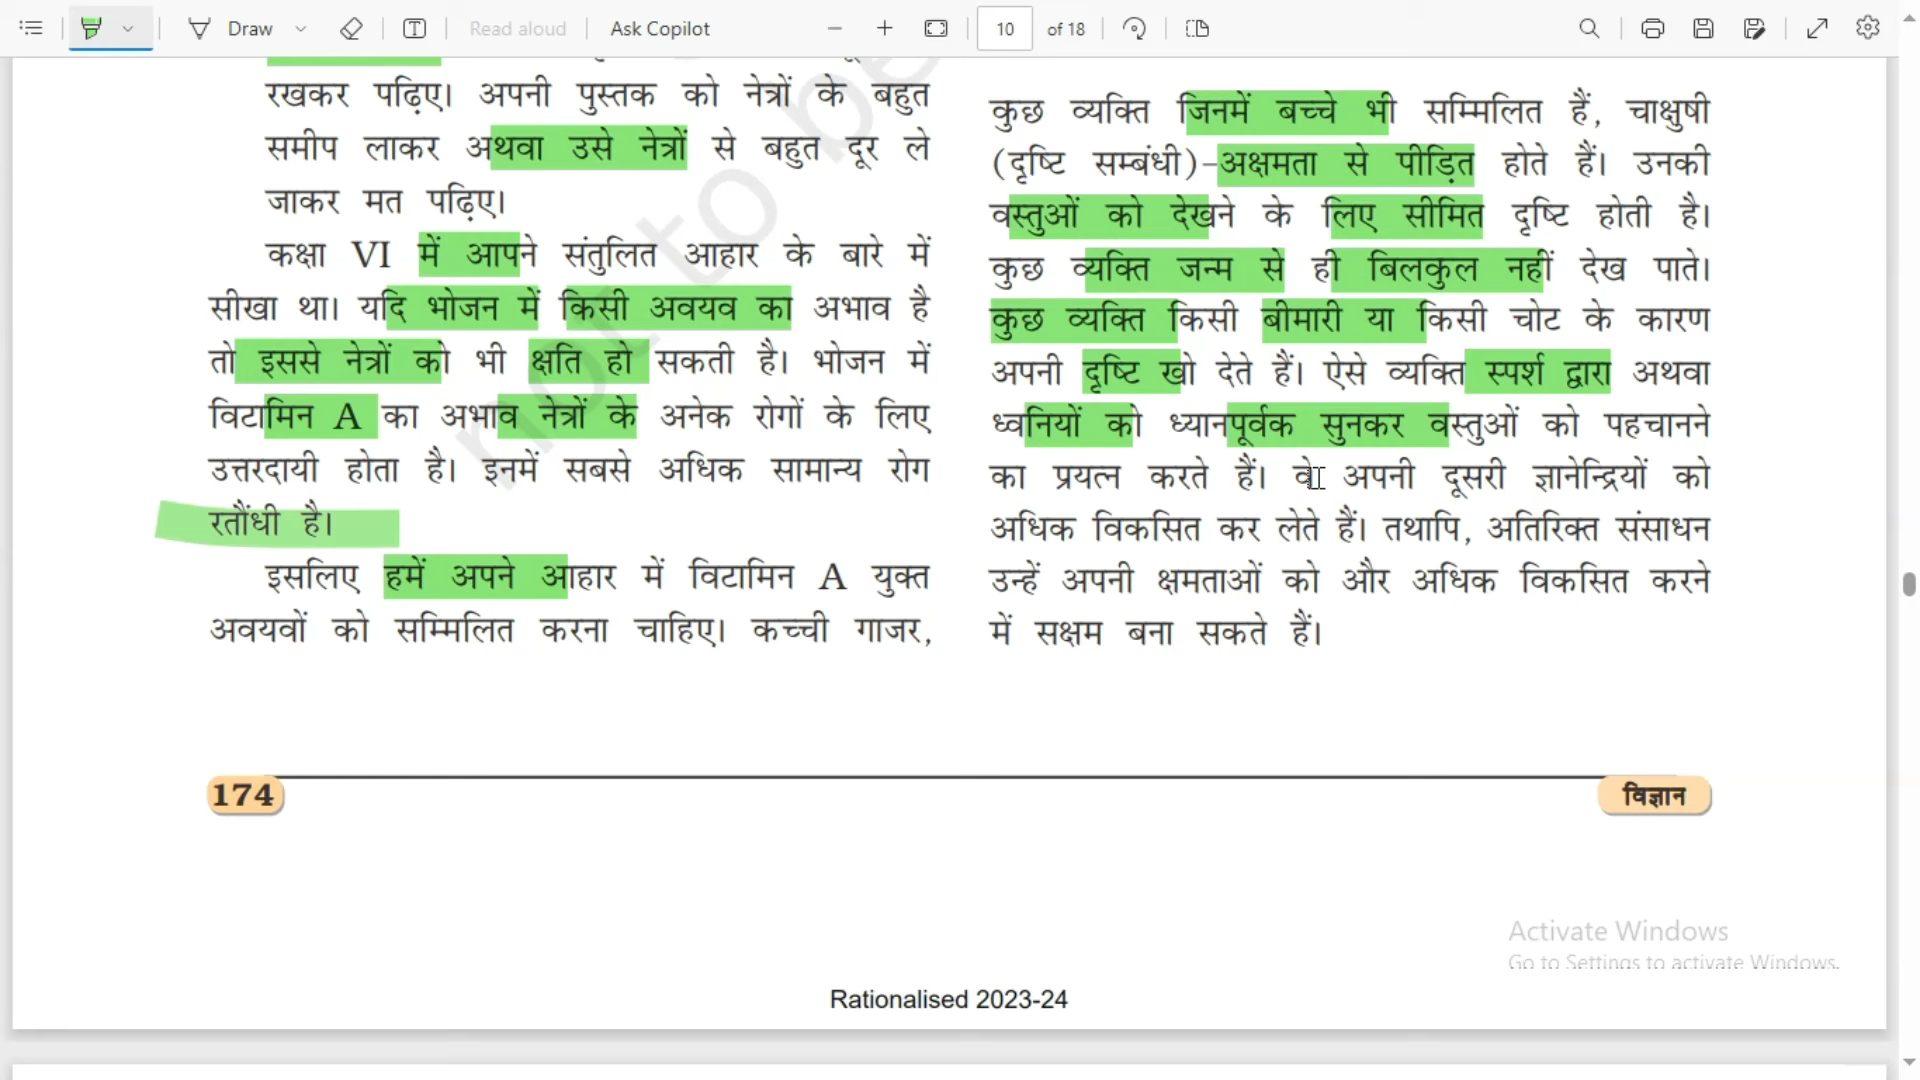 Draw
Read aloud
Ask Copilot
10
of 18
रखकर पढ़िए। अपनी पुस्तक को नेत्रों के बहुत
समीप लाकर अथवा उसे नेत्रों से बहुत दूर ले
जाकर मत पढ़िए।
कक्षा VI में आपने संतुलित आहार के बारे में
सीखा था। यदि भोजन में किसी अवयव का अभाव है
तो इससे नेत्रों को भी क्षति हो सकती है। भोजन में
विटामिन A का अभाव नेत्रों के अनेक रोगों के लिए
उत्तरदायी होता है। इनमें सबसे अधिक सामान्य रोग
रतौंधी है।
इसलिए हमें अपने आहार में विटामिन A युक्त
अवयवों को सम्मिलित करना चाहिए। कच्ची गाजर,
कुछ व्यक्ति जिनमें बच्चे भी सम्मिलित हैं, चाक्षुषी
(दृष्टि सम्बंधी)-अक्षमता से पीड़ित होते हैं। उनकी
वस्तुओं को देखने के लिए सीमित दृष्टि होती है।
कुछ व्यक्ति जन्म से ही बिलकुल नहीं देख पाते।
कुछ व्यक्ति किसी बीमारी या किसी चोट के कारण
अपनी दृष्टि खो देते हैं। ऐसे व्यक्ति स्पर्श द्वारा अथवा
ध्वनियों को ध्यानपूर्वक सुनकर वस्तुओं को पहचानने
का प्रयत्न करते हैं। वे अपनी दूसरी ज्ञानेन्द्रियों को
अधिक विकसित कर लेते हैं। तथापि, अतिरिक्त संसाधन
उन्हें अपनी क्षमताओं को और अधिक विकसित करने
में सक्षम बना सकते हैं।
not to be
174
विज्ञान
Activate Windows
Go to Settings to activate Windows.
Rationalised 2023-24